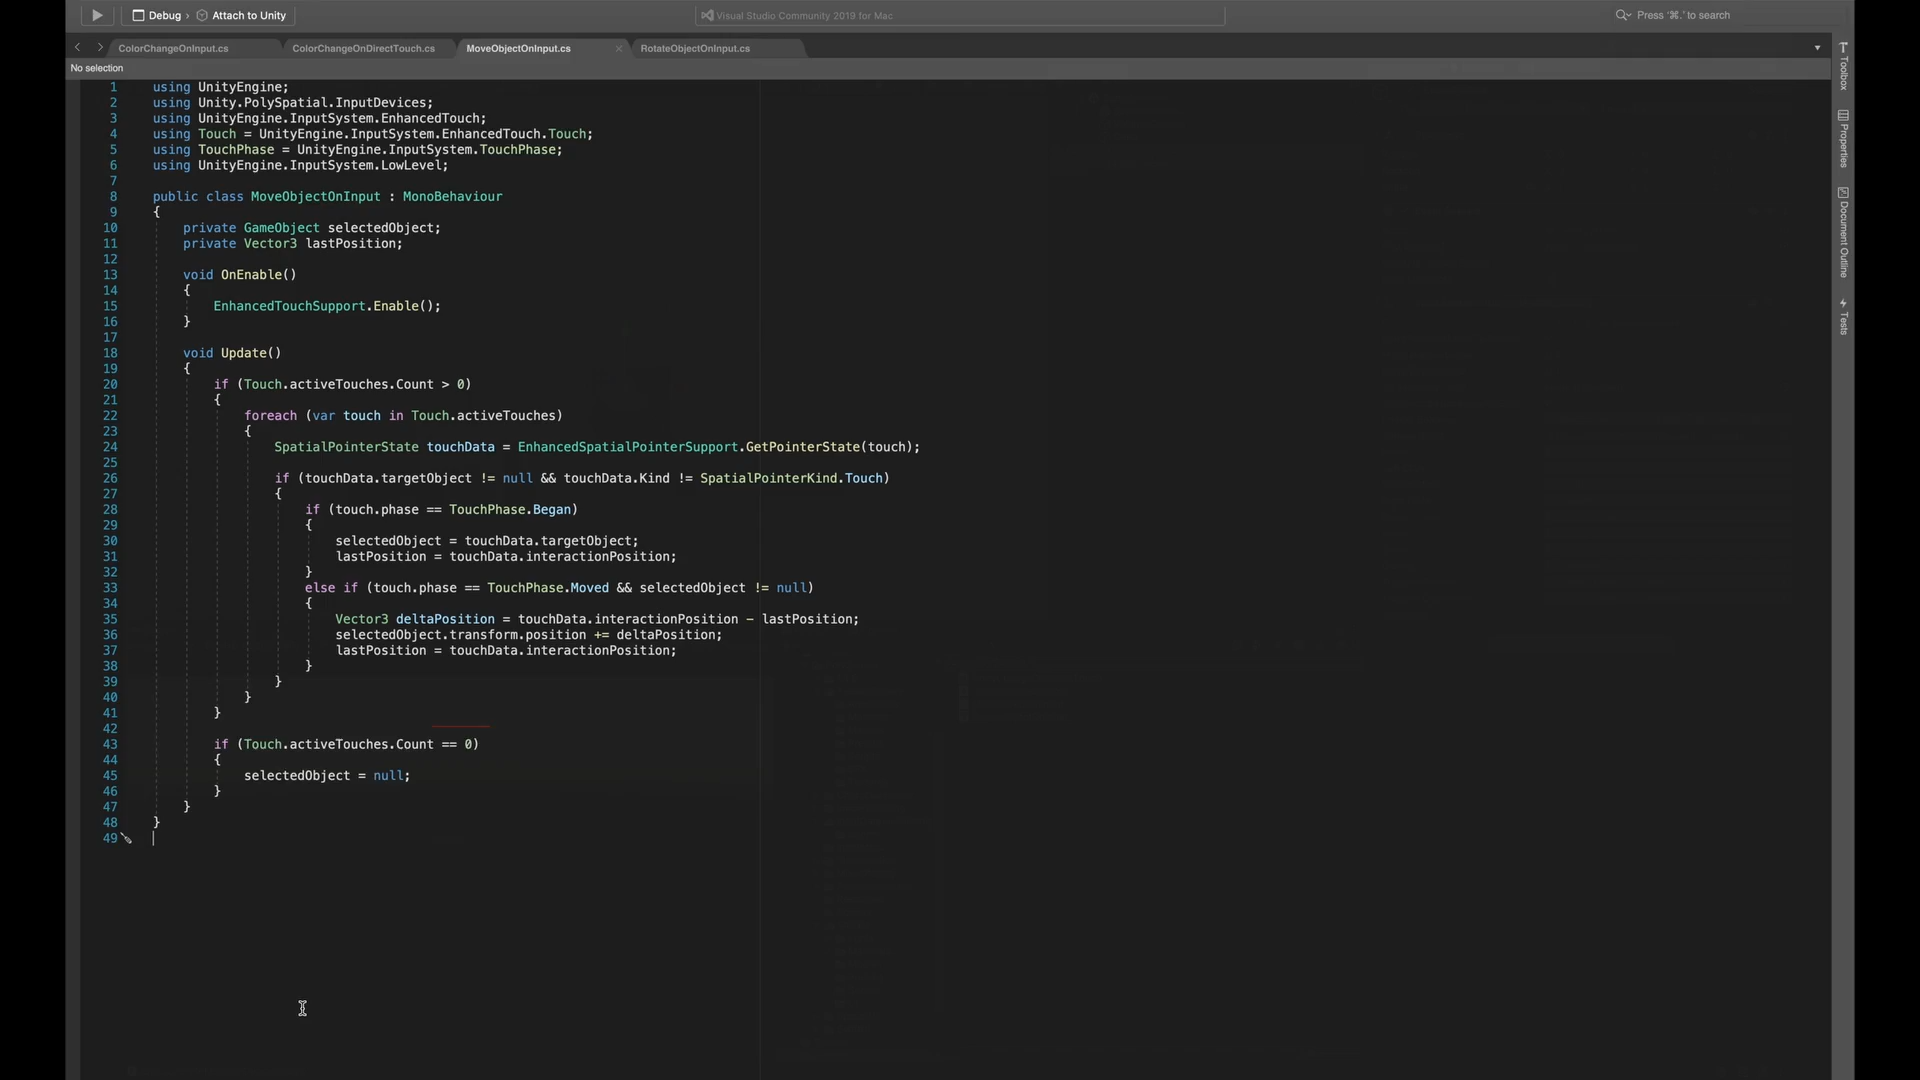 Debug › Attach to Unity
Visual Studio Community 2019 for Mac
Press '⌘.' to search
ColorChangeOnInput.cs
ColorChangeOnDirectTouch.cs
MoveObjectOnInput.cs
RotateObjectOnInput.cs
No selection
1 using UnityEngine;
2 using Unity.PolySpatial.InputDevices;
3 using UnityEngine.InputSystem.EnhancedTouch;
4 using Touch = UnityEngine.InputSystem.EnhancedTouch.Touch;
5 using TouchPhase = UnityEngine.InputSystem.TouchPhase;
6 using UnityEngine.InputSystem.LowLevel;
7
8 public class MoveObjectOnInput : MonoBehaviour
9 {
10 private GameObject selectedObject;
11 private Vector3 lastPosition;
12
13 void OnEnable()
14 {
15 EnhancedTouchSupport.Enable();
16 }
17
18 void Update()
19 {
20 if (Touch.activeTouches.Count > 0)
21 {
22 foreach (var touch in Touch.activeTouches)
23 {
24 SpatialPointerState touchData = EnhancedSpatialPointerSupport.GetPointerState(touch);
25
26 if (touchData.targetObject != null && touchData.Kind != SpatialPointerKind.Touch)
27 {
28 if (touch.phase == TouchPhase.Began)
29 {
30 selectedObject = touchData.targetObject;
31 lastPosition = touchData.interactionPosition;
32 }
33 else if (touch.phase == TouchPhase.Moved && selectedObject != null)
34 {
35 Vector3 deltaPosition = touchData.interactionPosition - lastPosition;
36 selectedObject.transform.position += deltaPosition;
37 lastPosition = touchData.interactionPosition;
38 }
39 }
40 }
41 }
42
43 if (Touch.activeTouches.Count == 0)
44 {
45 selectedObject = null;
46 }
47 }
48 }
49
Toolbox
Properties
Document Outline
Tests